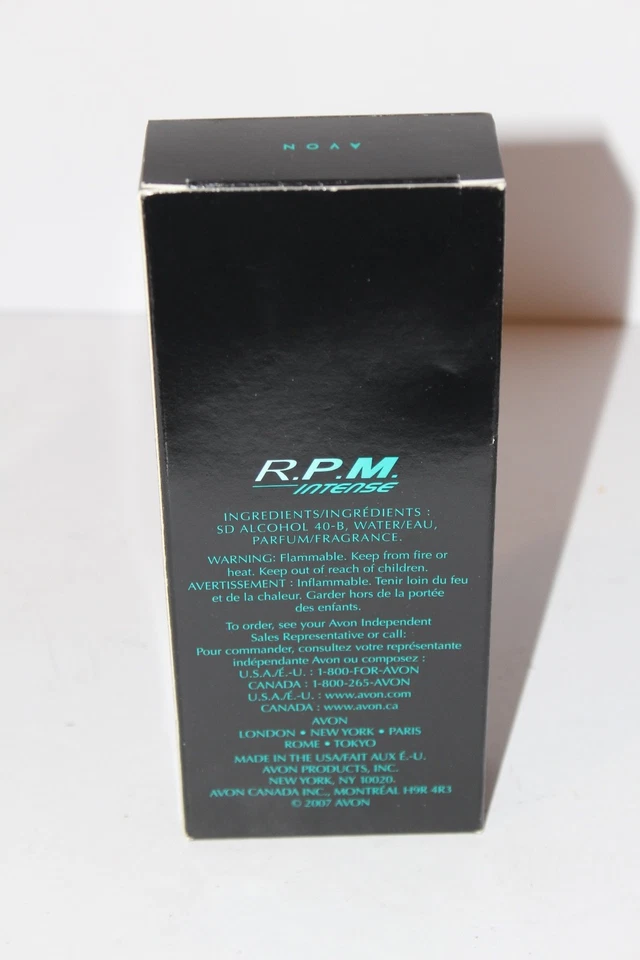 AVON
R.P.M.
INTENSE
INGREDIENTS/INGRÉDIENTS :
SD ALCOHOL 40-B, WATER/EAU,
PARFUM/FRAGRANCE.
WARNING: Flammable. Keep from fire or
heat. Keep out of reach of children.
AVERTISSEMENT : Inflammable. Tenir loin du feu
et de la chaleur. Garder hors de la portée
des enfants.
To order, see your Avon Independent
Sales Representative or call:
Pour commander, consultez votre représentante
indépendante Avon ou composez :
U.S.A./É.-U. : 1-800-FOR-AVON
CANADA : 1-800-265-AVON
U.S.A./É.-U. : www.avon.com
CANADA : www.avon.ca
AVON
LONDON • NEW YORK • PARIS
ROME • TOKYO
MADE IN THE USA/FAIT AUX É.-U.
AVON PRODUCTS, INC.
NEW YORK, NY 10020.
AVON CANADA INC., MONTRÉAL H9R 4R3
© 2007 AVON